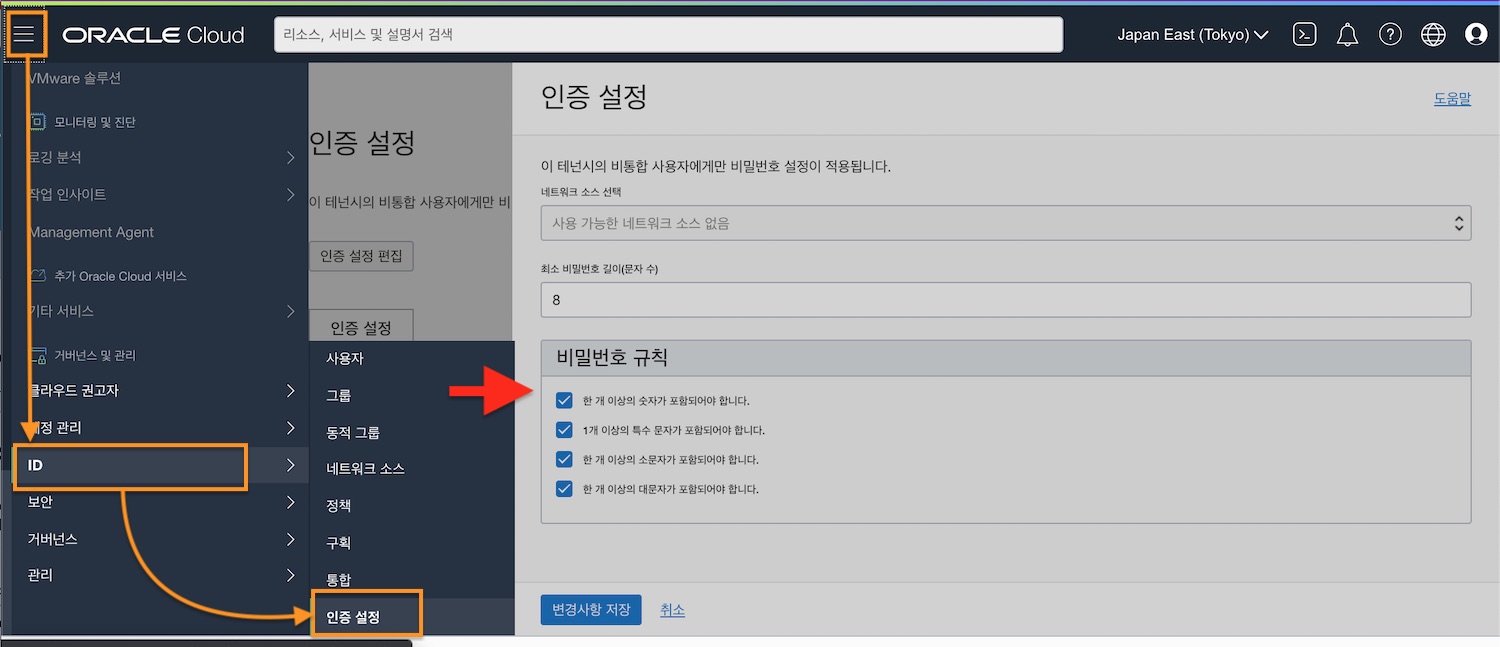 ORACLE Cloud
리소스, 서비스 및 설명서 검색
Japan East (Tokyo)
VMware 솔루션
모니터링 및 진단
로깅 분석
작업 인사이트
Management Agent
추가 Oracle Cloud 서비스
기타 서비스
거버넌스 및 관리
클라우드 권고자
계정 관리
ID
보안
거버넌스
관리
인증 설정
이 테넌시의 비통합 사용자에게만 비
인증 설정 편집
인증 설정
사용자
그룹
동적 그룹
네트워크 소스
정책
구획
통합
인증 설정
인증 설정
도움말
이 테넌시의 비통합 사용자에게만 비밀번호 설정이 적용됩니다.
네트워크 소스 선택
사용 가능한 네트워크 소스 없음
최소 비밀번호 길이(문자 수)
8
비밀번호 규칙
한 개 이상의 숫자가 포함되어야 합니다.
1개 이상의 특수 문자가 포함되어야 합니다.
한 개 이상의 소문자가 포함되어야 합니다.
한 개 이상의 대문자가 포함되어야 합니다.
변경사항 저장
취소